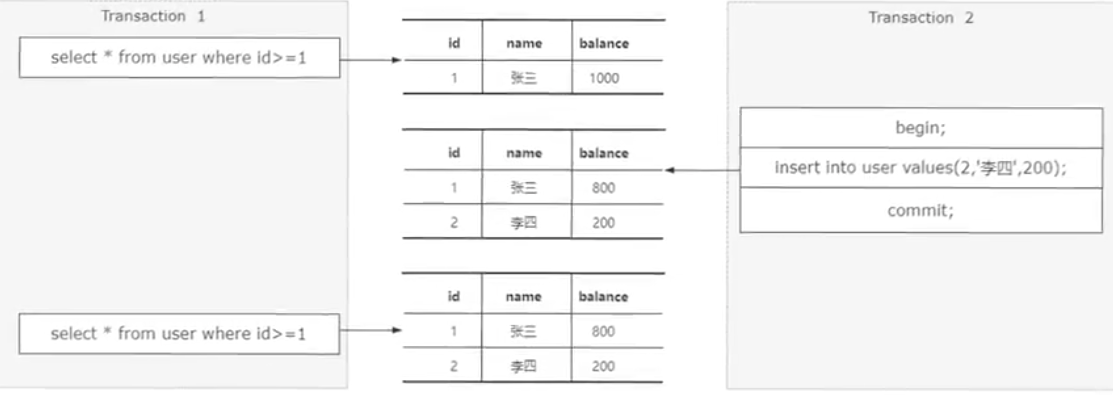 Transaction 1
select * from user where id>=1
id name balance
1 张三 1000
Transaction 2
begin;
insert into user values(2,'李四',200);
commit;
id name balance
1 张三 800
2 李四 200
select * from user where id>=1
id name balance
1 张三 800
2 李四 200